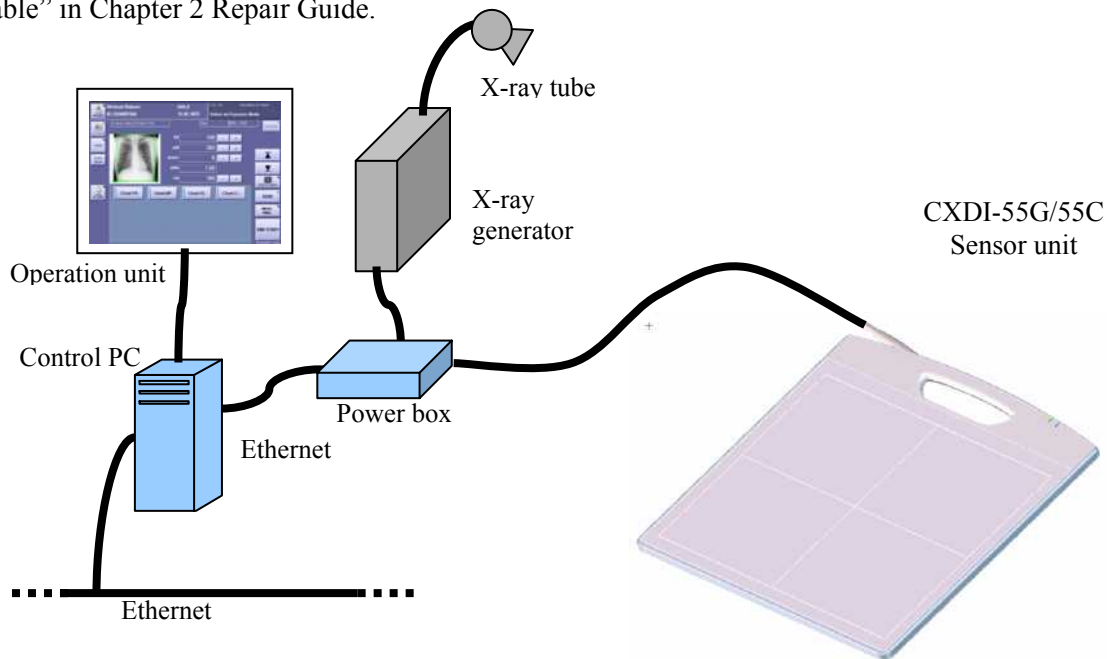 able” in Chapter 2 Repair Guide.
X-ray tube
X-ray
generator
CXDI-55G/55C
Sensor unit
Operation unit
Control PC
Power box
Ethernet
Ethernet